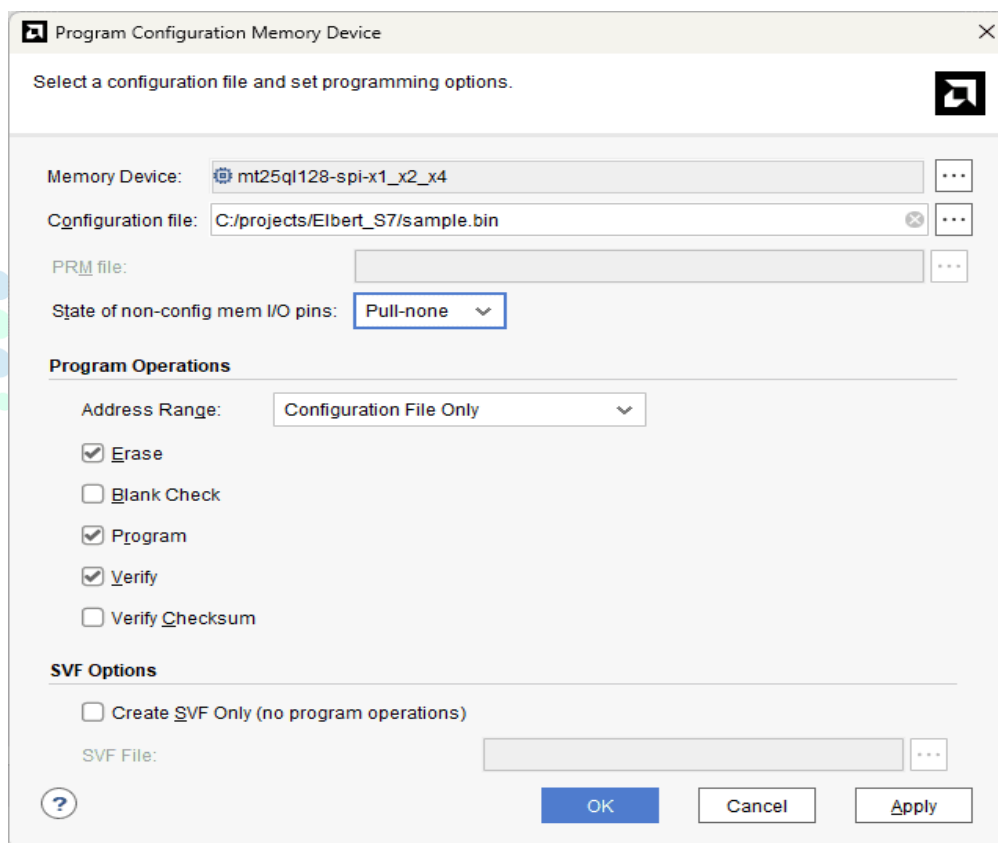 Program Configuration Memory Device
Select a configuration file and set programming options.
Memory Device: mt25ql128-spi-x1_x2_x4 ...
Configuration file: C:/projects/Elbert_S7/sample.bin ...
PRM file: ...
State of non-config mem I/O pins: Pull-none
Program Operations
Address Range: Configuration File Only
Erase
Blank Check
Program
Verify
Verify Checksum
SVF Options
Create SVF Only (no program operations)
SVF File: ...
? OK Cancel Apply